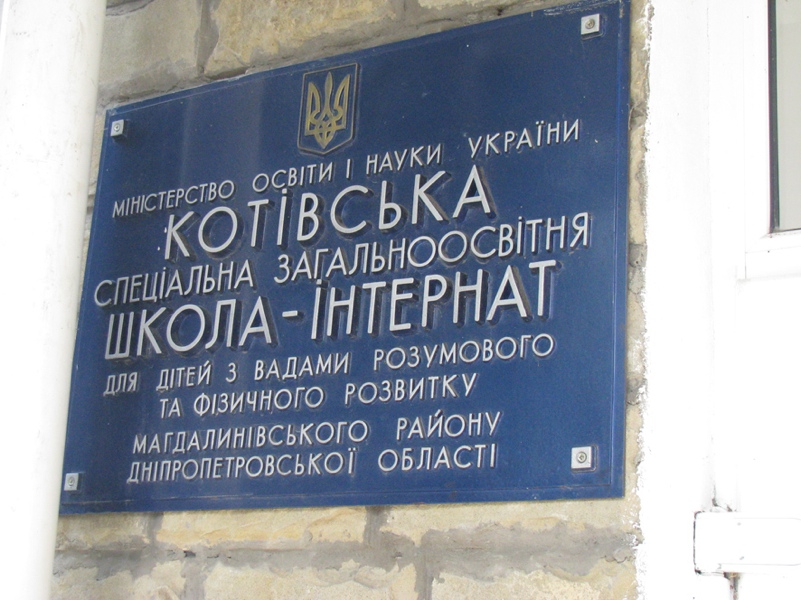 МІНІСТЕРСТВО ОСВІТИ І НАУКИ УКРАЇНИ
КОТІВСЬКА
СПЕЦІАЛЬНА ЗАГАЛЬНООСВІТНЯ
ШКОЛА-ІНТЕРНАТ
ДЛЯ ДІТЕЙ З ВАДАМИ РОЗУМОВОГО
ТА ФІЗИЧНОГО РОЗВИТКУ
МАГДАЛИНІВСЬКОГО РАЙОНУ
ДНІПРОПЕТРОВСЬКОЇ ОБЛАСТІ